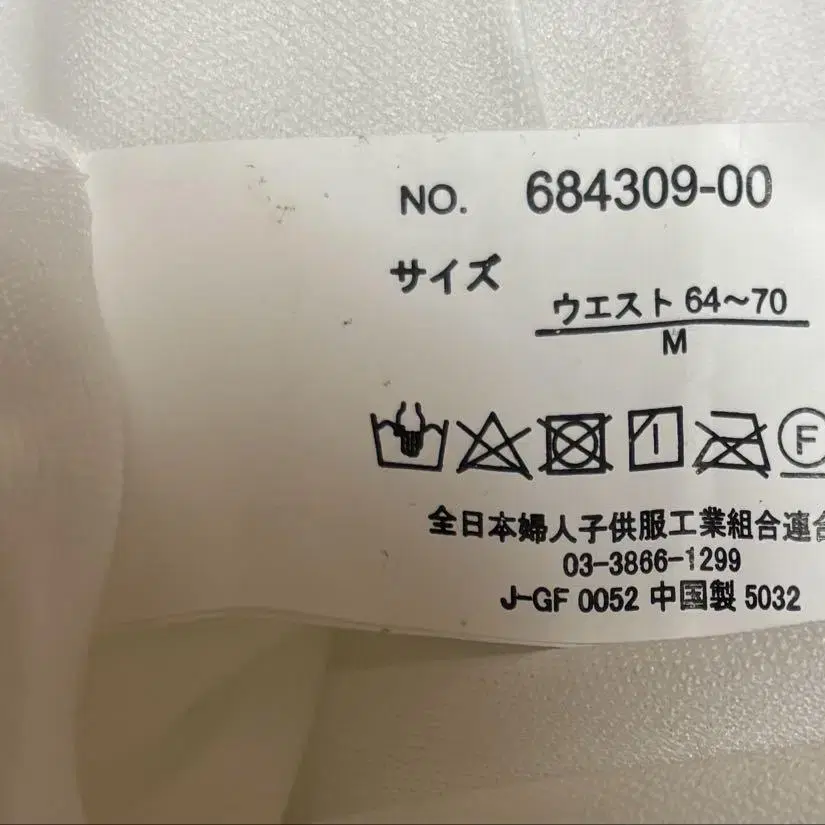 NO. 684309-00
サイズ
ウエスト 64～70
M
F
全日本婦人子供服工業組合連合
03-3866-1299
J-GF 0052 中国製 5032